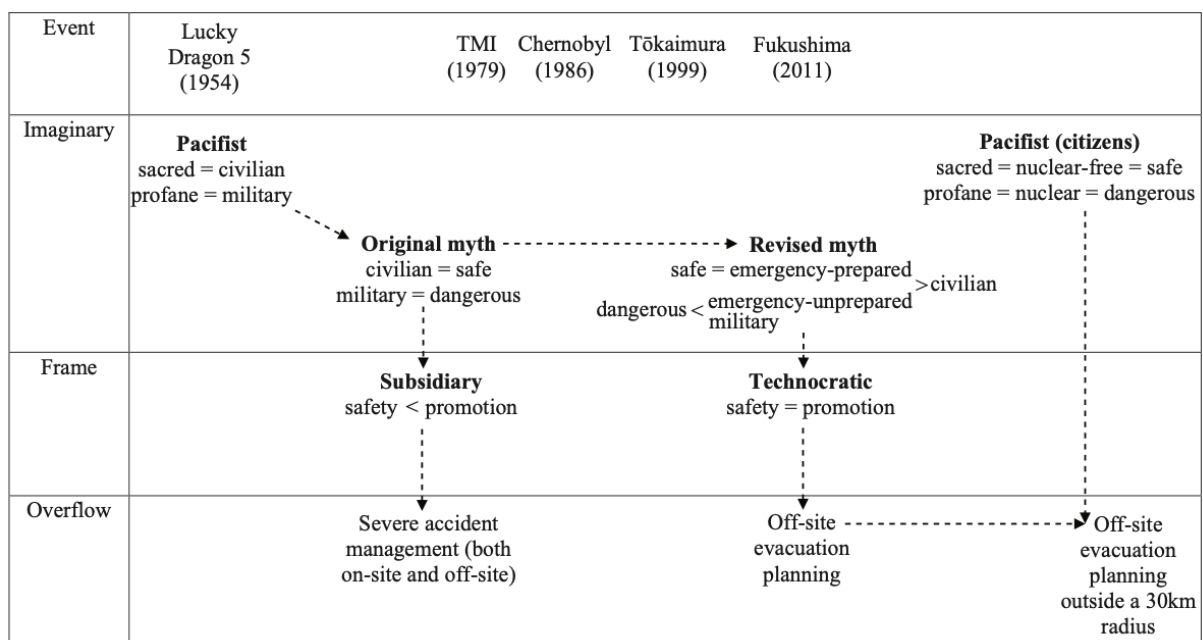 Event
Lucky
Dragon 5
(1954)
TMI
(1979)
Chernobyl
(1986)
Tōkaimura
(1999)
Fukushima
(2011)
Imaginary
Pacifist
sacred = civilian
profane = military
Pacifist (citizens)
sacred = nuclear-free = safe
profane = nuclear = dangerous
Original myth
civilian = safe
military = dangerous
Revised myth
safe = emergency-prepared
>civilian
dangerous < emergency-unprepared
military
Frame
Subsidiary
safety < promotion
Technocratic
safety = promotion
Overflow
Severe accident
management (both
on-site and off-site)
Off-site
evacuation
planning
Off-site
evacuation
planning
outside a 30km
radius